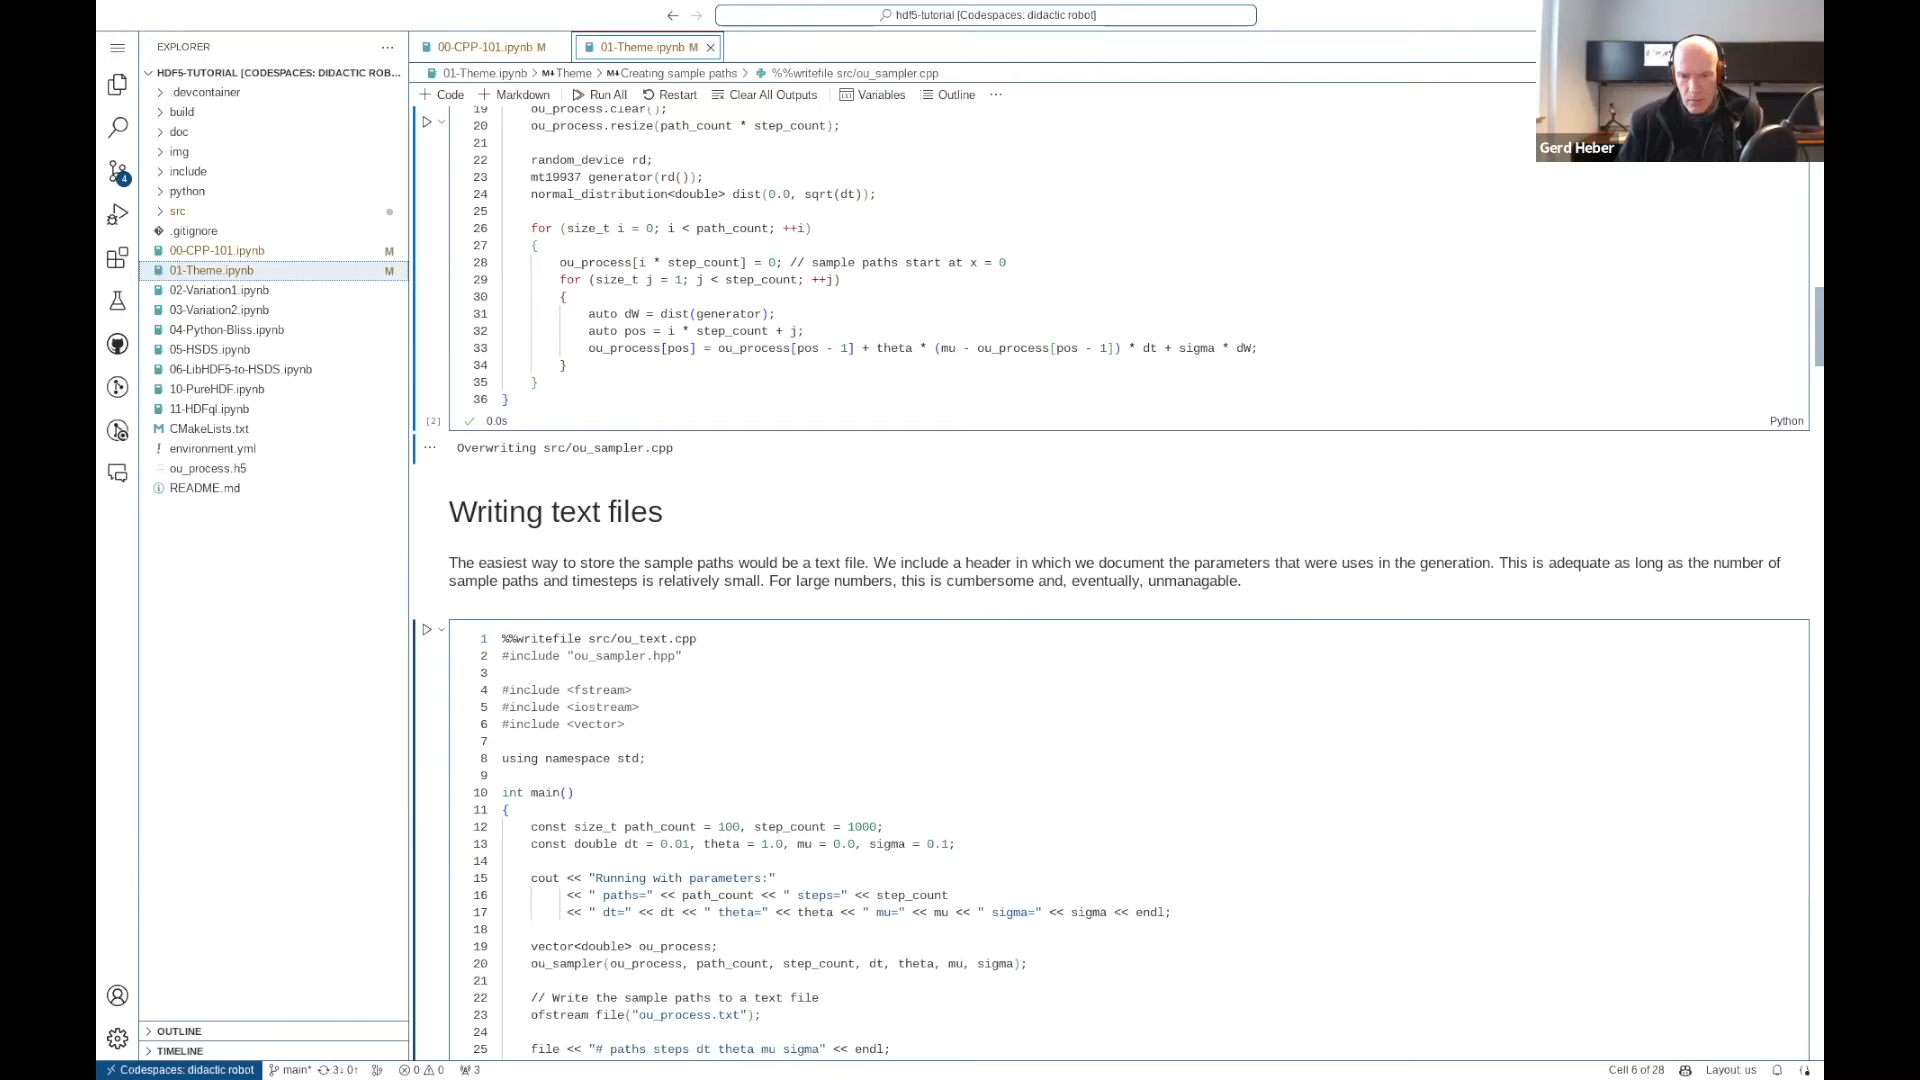 hdf5-tutorial [Codespaces: didactic robot]
EXPLORER
HDF5-TUTORIAL [CODESPACES: DIDACTIC ROB...
.devcontainer
build
doc
img
include
python
src
.gitignore
00-CPP-101.ipynb M
01-Theme.ipynb M
02-Variation1.ipynb
03-Variation2.ipynb
04-Python-Bliss.ipynb
05-HSDS.ipynb
06-LibHDF5-to-HSDS.ipynb
10-PureHDF.ipynb
11-HDFql.ipynb
CMakeLists.txt
environment.yml
ou_process.h5
README.md
OUTLINE
TIMELINE
4
00-CPP-101.ipynb M
01-Theme.ipynb M
01-Theme.ipynb > M↓Theme > M↓Creating sample paths > %%writefile src/ou_sampler.cpp
Code Markdown Run All Restart Clear All Outputs Variables Outline ...
19 ou_process.clear();
20 ou_process.resize(path_count * step_count);
21
22 random_device rd;
23 mt19937 generator(rd());
24 normal_distribution<double> dist(0.0, sqrt(dt));
25
26 for (size_t i = 0; i < path_count; ++i)
27 {
28 ou_process[i * step_count] = 0; // sample paths start at x = 0
29 for (size_t j = 1; j < step_count; ++j)
30 {
31 auto dW = dist(generator);
32 auto pos = i * step_count + j;
33 ou_process[pos] = ou_process[pos - 1] + theta * (mu - ou_process[pos - 1]) * dt + sigma * dW;
34 }
35 }
36 }
[2] 0.0s Python
... Overwriting src/ou_sampler.cpp
Writing text files
The easiest way to store the sample paths would be a text file. We include a header in which we document the parameters that were uses in the generation. This is adequate as long as the number of
sample paths and timesteps is relatively small. For large numbers, this is cumbersome and, eventually, unmanagable.
1 %%writefile src/ou_text.cpp
2 #include "ou_sampler.hpp"
3
4 #include <fstream>
5 #include <iostream>
6 #include <vector>
7
8 using namespace std;
9
10 int main()
11 {
12 const size_t path_count = 100, step_count = 1000;
13 const double dt = 0.01, theta = 1.0, mu = 0.0, sigma = 0.1;
14
15 cout << "Running with parameters:"
16 << " paths=" << path_count << " steps=" << step_count
17 << " dt=" << dt << " theta=" << theta << " mu=" << mu << " sigma=" << sigma << endl;
18
19 vector<double> ou_process;
20 ou_sampler(ou_process, path_count, step_count, dt, theta, mu, sigma);
21
22 // Write the sample paths to a text file
23 ofstream file("ou_process.txt");
24
25 file << "# paths steps dt theta mu sigma" << endl;
Gerd Heber
Codespaces: didactic robot main* 3↓ 0↑ 0 0 3
Cell 6 of 28 Layout: us